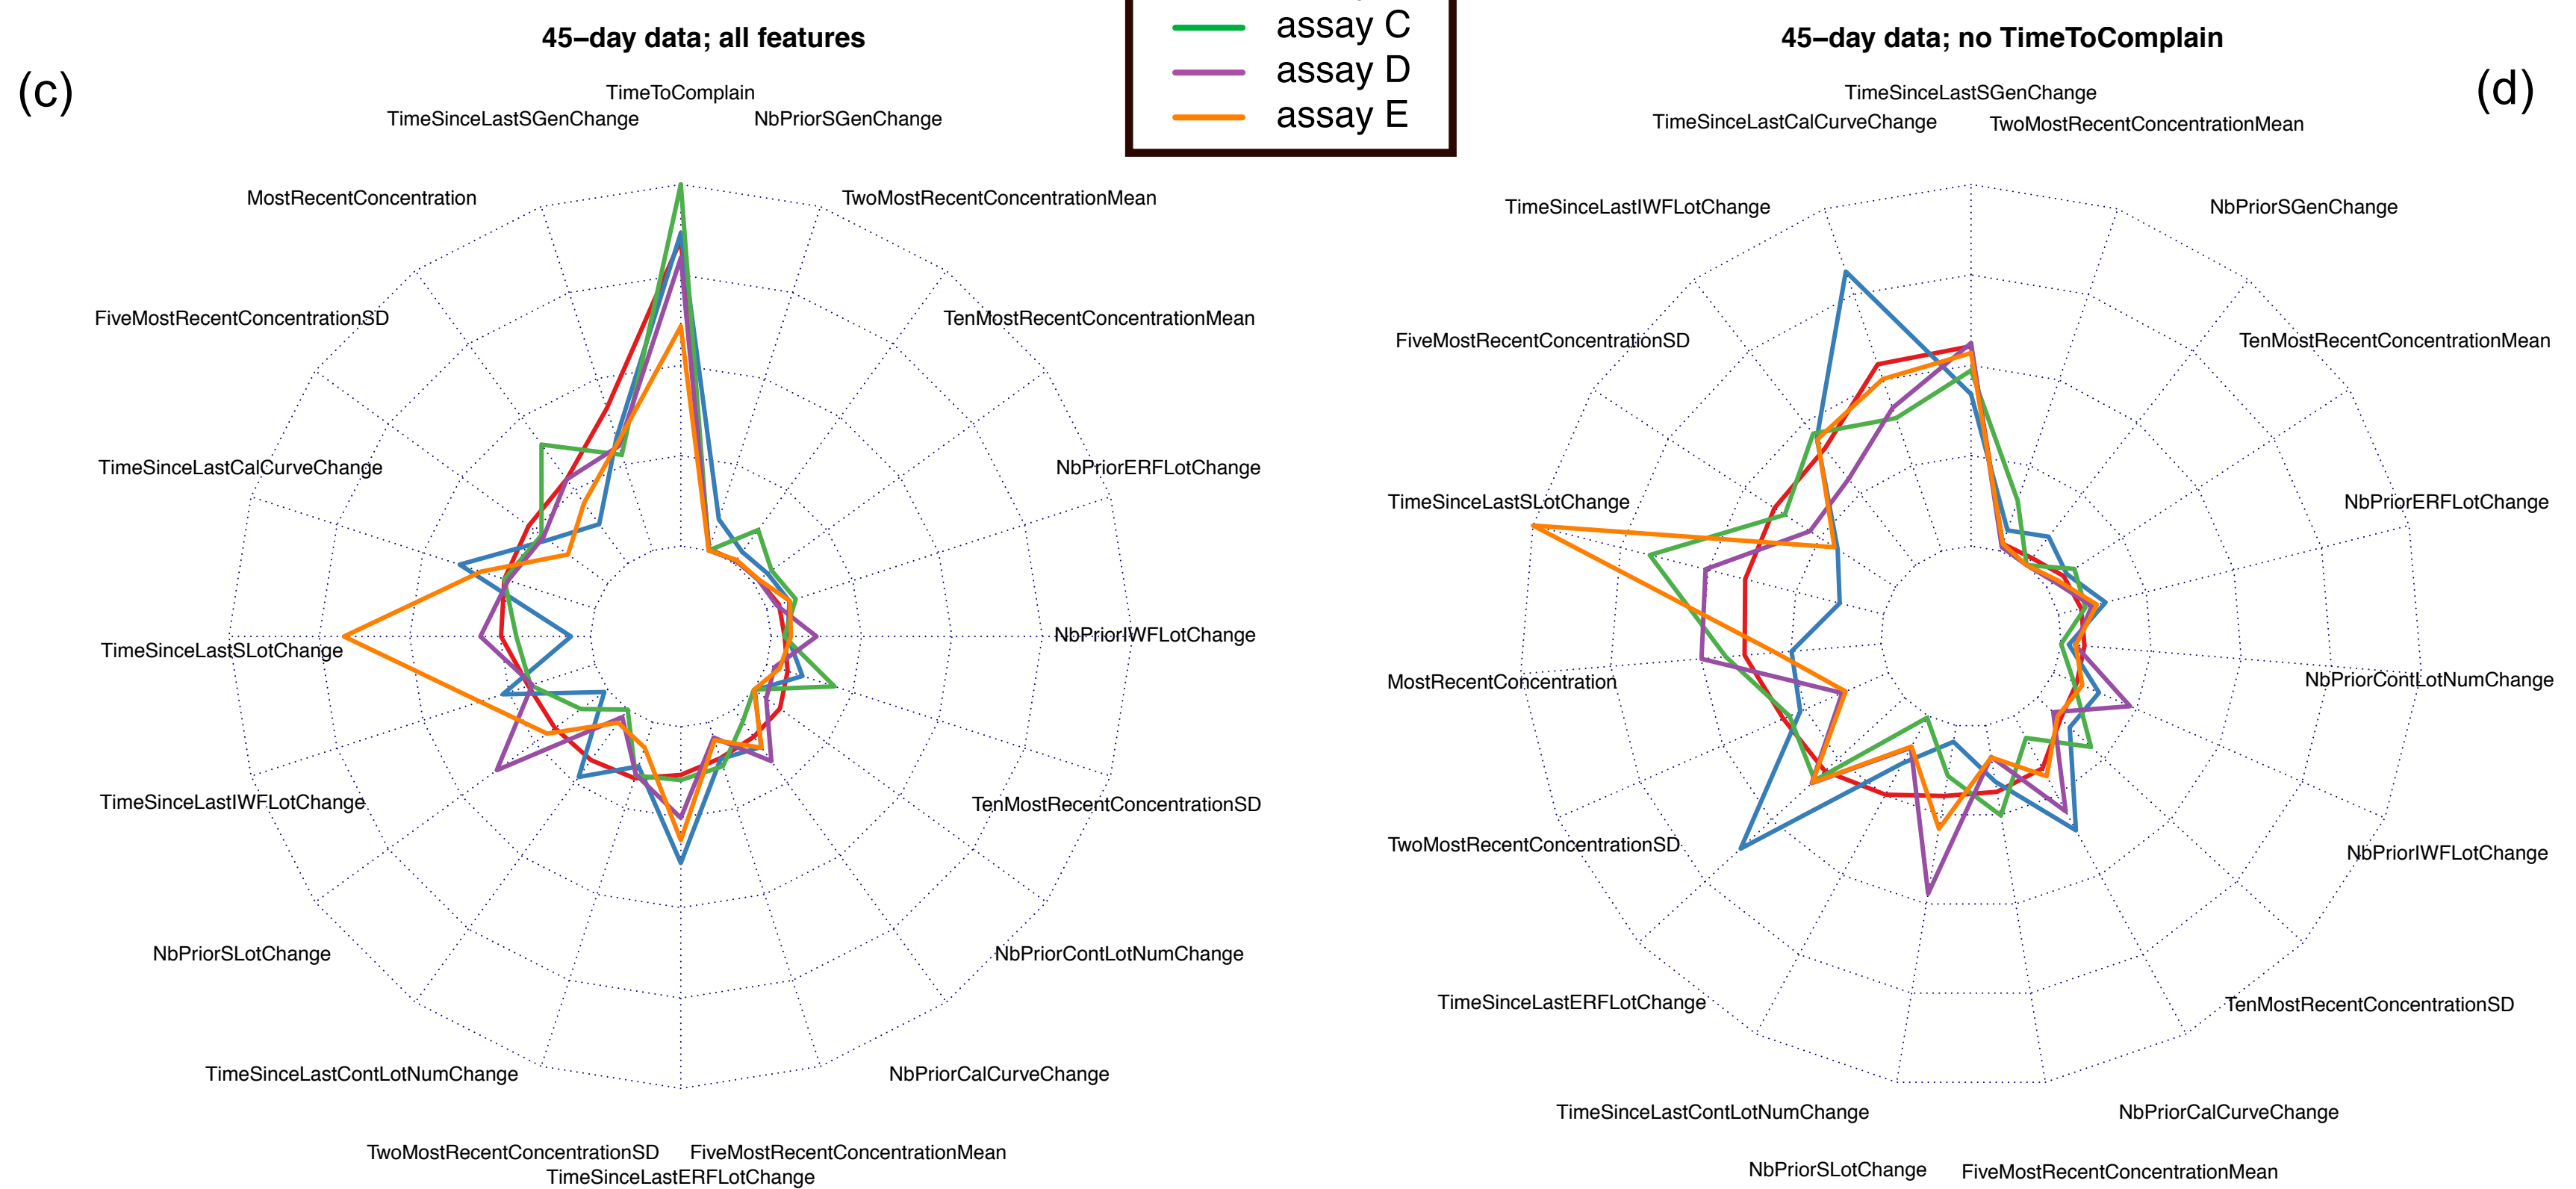 45–day data; all features
assay C
45–day data; no TimeToComplain
assay D
(c)
(d)
assay E
TimeToComplain
TimeSinceLastSGenChange
NbPriorSGenChange
MostRecentConcentration
TwoMostRecentConcentrationMean
FiveMostRecentConcentrationSD
TenMostRecentConcentrationMean
TimeSinceLastCalCurveChange
NbPriorERFLotChange
TimeSinceLastSLotChange
NbPriorIWFLotChange
TimeSinceLastIWFLotChange
TenMostRecentConcentrationSD
NbPriorSLotChange
NbPriorContLotNumChange
TimeSinceLastContLotNumChange
NbPriorCalCurveChange
TwoMostRecentConcentrationSD
FiveMostRecentConcentrationMean
TimeSinceLastERFLotChange
TimeSinceLastSGenChange
TimeSinceLastCalCurveChange
TwoMostRecentConcentrationMean
TimeSinceLastIWFLotChange
NbPriorSGenChange
FiveMostRecentConcentrationSD
TenMostRecentConcentrationMean
TimeSinceLastSLotChange
NbPriorERFLotChange
MostRecentConcentration
NbPriorContLotNumChange
TwoMostRecentConcentrationSD
NbPriorIWFLotChange
TimeSinceLastERFLotChange
TenMostRecentConcentrationSD
TimeSinceLastContLotNumChange
NbPriorCalCurveChange
NbPriorSLotChange
FiveMostRecentConcentrationMean